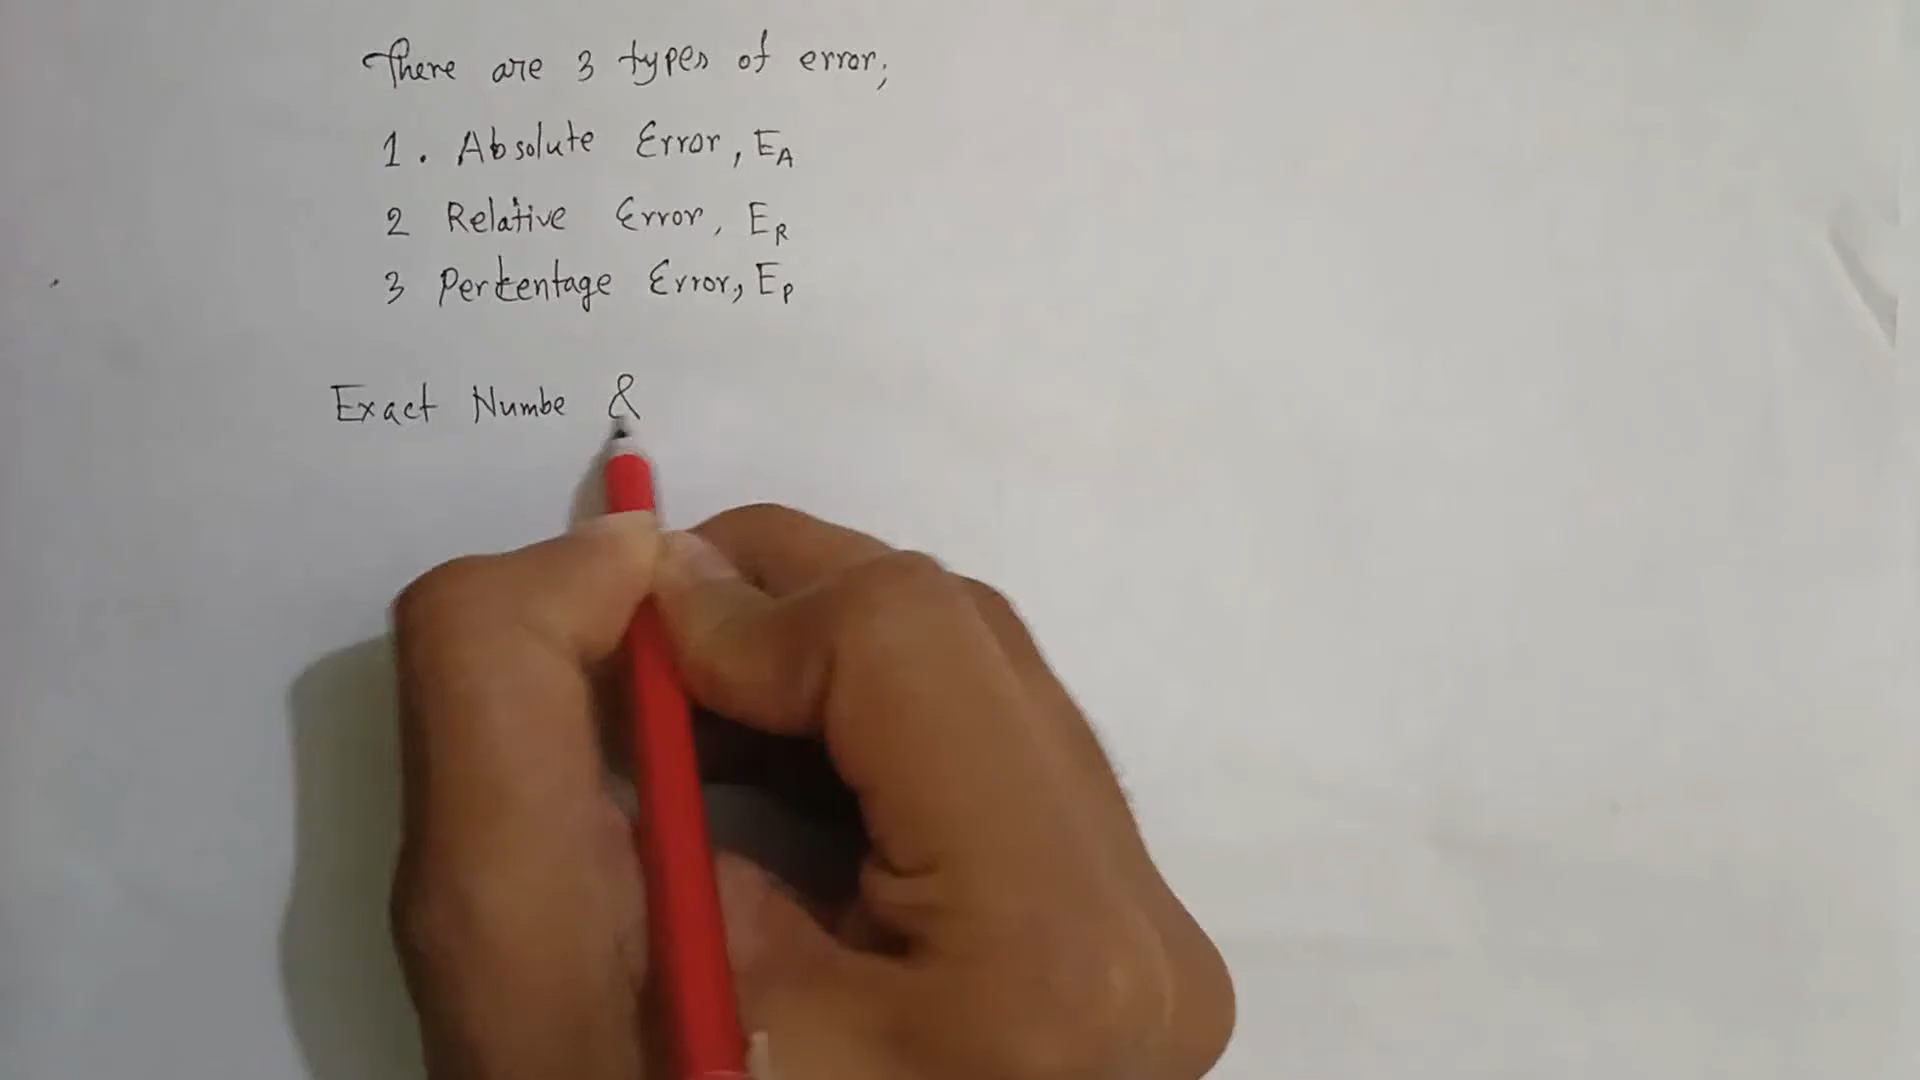 There are 3 types of error;
1. Absolute Error, EA
2 Relative Error, ER
3 Percentage Error, EP
Exact Numbe &